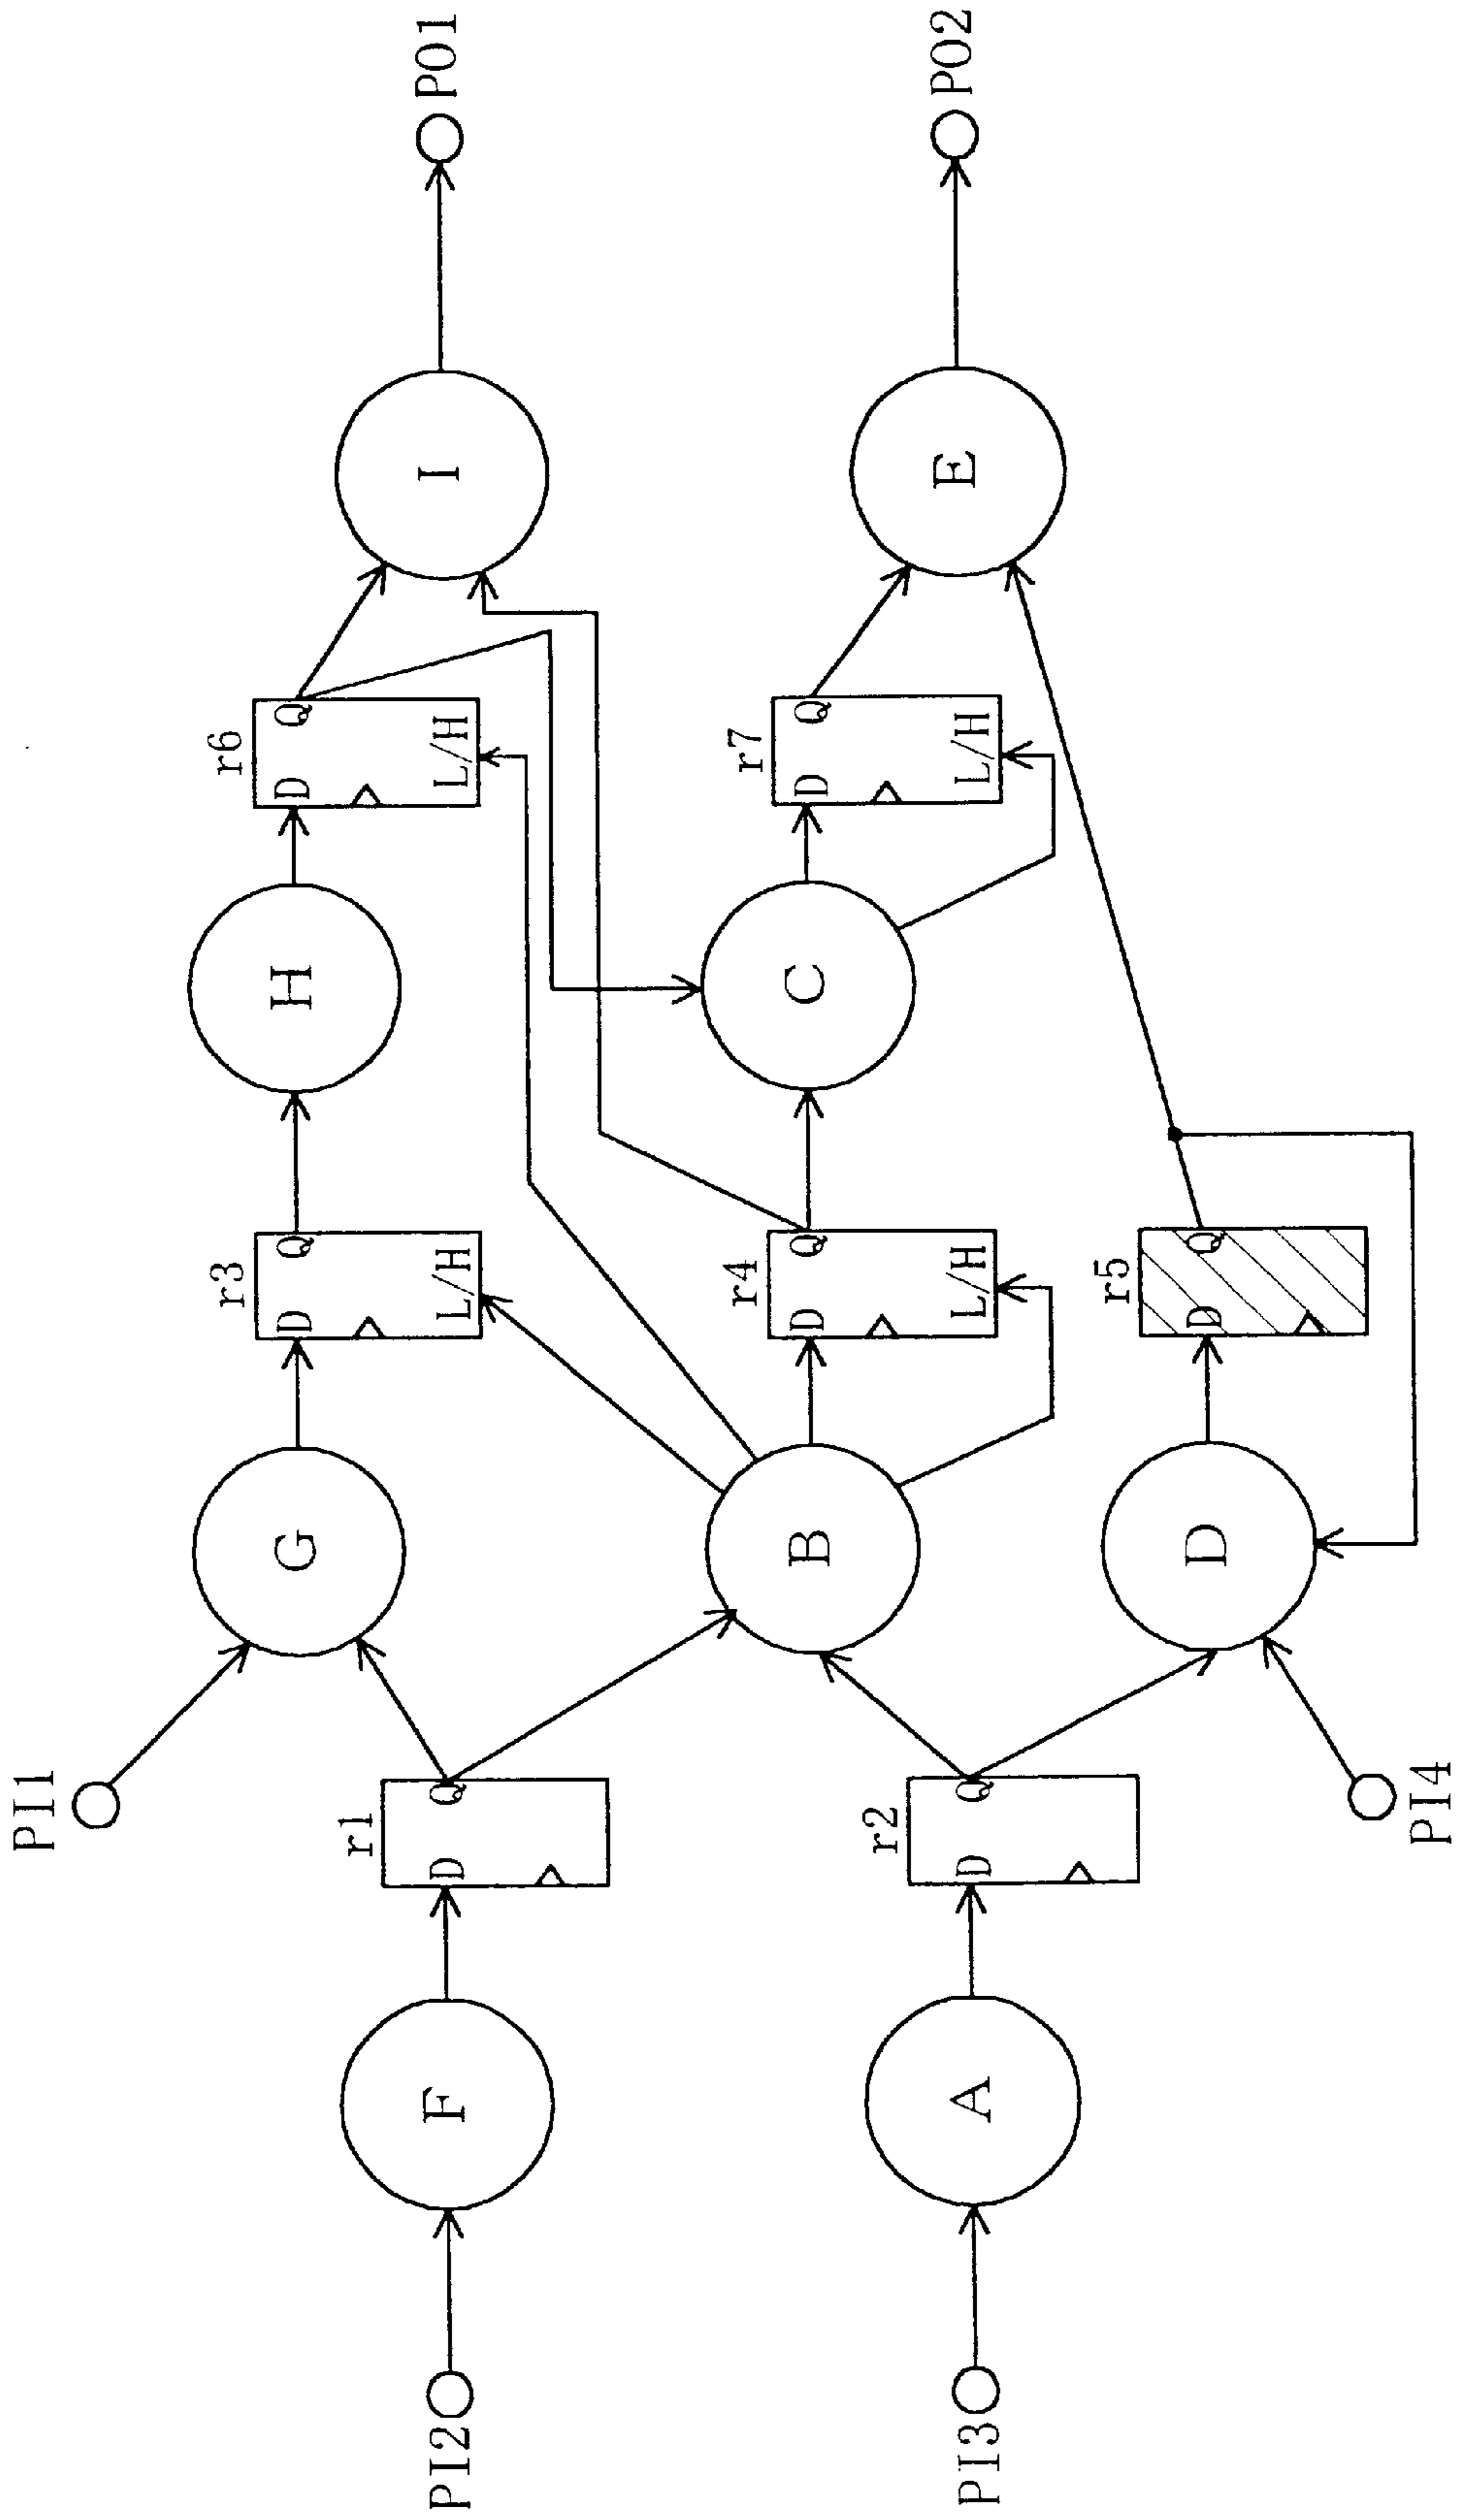 PI1
r3
r6
G
D Q
L/H
H
D Q
L/H
r1
PI2
F
D Q
I
PO1
r4
r7
B
D Q
L/H
C
D Q
L/H
r2
PI3
A
D Q
E
PO2
r5
D
D Q
PI4